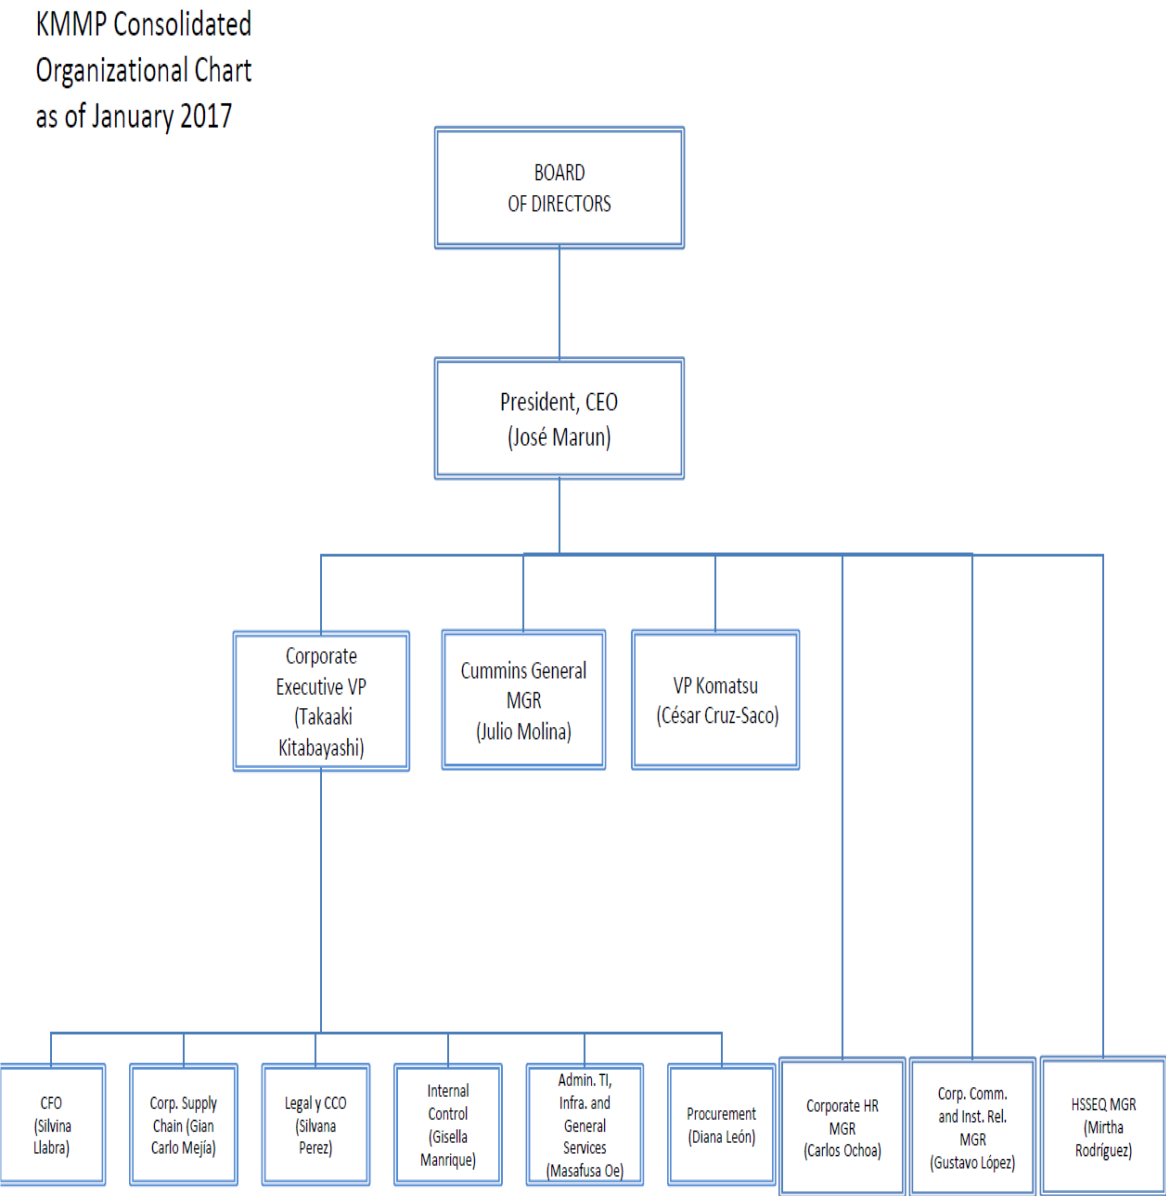 KMMP Consolidated
Organizational Chart
as of January 2017
BOARD
OF DIRECTORS
President, CEO
(José Marun)
Corporate
Executive VP
(Takaaki
Kitabayashi)
Cummins General
MGR
(Julio Molina)
VP Komatsu
(César Cruz-Saco)
CFO
(Silvina
Llabra)
Corp. Supply
Chain (Gian
Carlo Mejía)
Legal y CCO
(Silvana
Perez)
Internal
Control
(Gisella
Manrique)
Admin. TI,
Infra. and
General
Services
(Masafusa Oe)
Procurement
(Diana León)
Corporate HR
MGR
(Carlos Ochoa)
Corp. Comm.
and Inst. Rel.
MGR
(Gustavo López)
HSSEQ MGR
(Mirtha
Rodríguez)